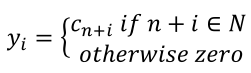 y_i = { c_{n+i} if n + i ∈ N
otherwise zero